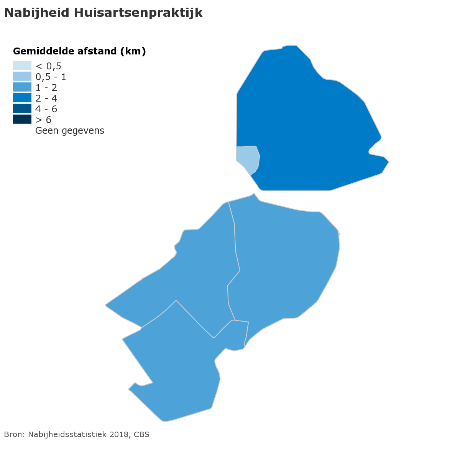 Nabijheid Huisartsenpraktijk
Gemiddelde afstand (km)
< 0,5
0,5 - 1
1 - 2
2 - 4
4 - 6
> 6
Geen gegevens
Bron: Nabijheidsstatistiek 2018, CBS